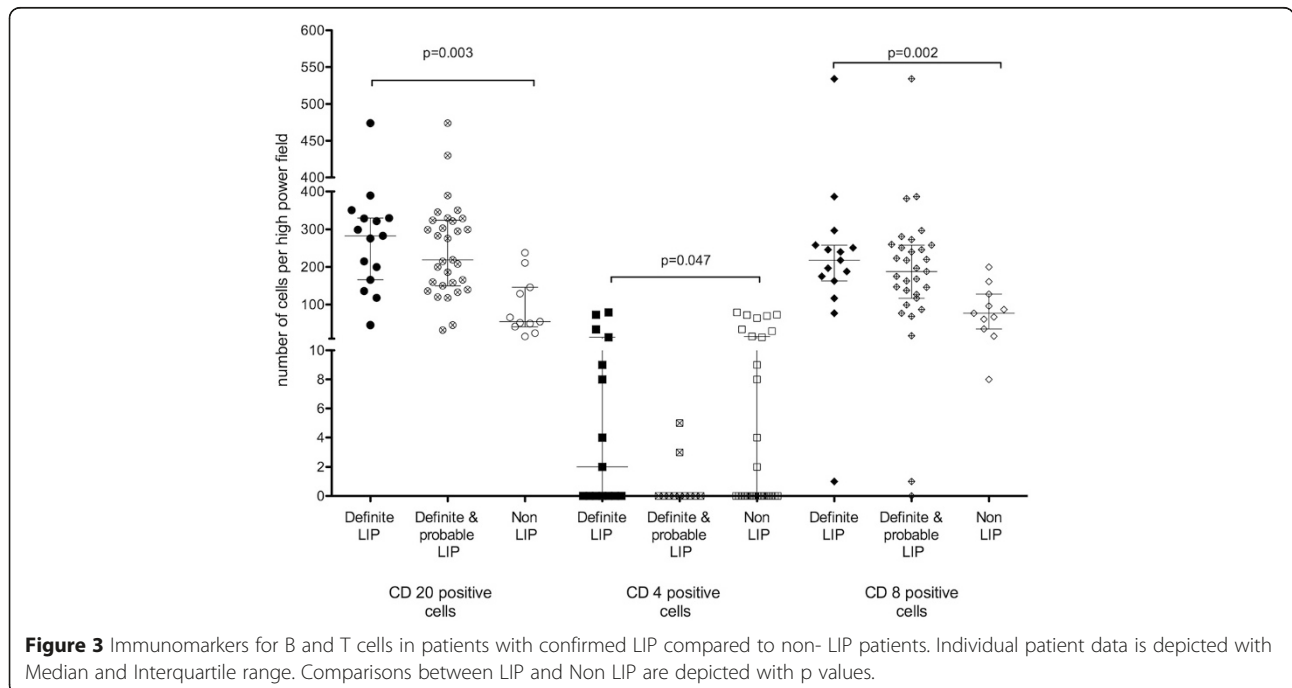 600
550
500
450
400
400
300
200
100
10
8
6
4
2
0
number of cells per high power field
p=0.003
p=0.047
p=0.002
Definite
LIP
Definite &
probable
LIP
Non
LIP
Definite
LIP
Definite &
probable
LIP
Non
LIP
Definite
LIP
Definite &
probable
LIP
Non
LIP
CD 20 positive
cells
CD 4 positive
cells
CD 8 positive
cells
Figure 3 Immunomarkers for B and T cells in patients with confirmed LIP compared to non- LIP patients. Individual patient data is depicted with
Median and Interquartile range. Comparisons between LIP and Non LIP are depicted with p values.